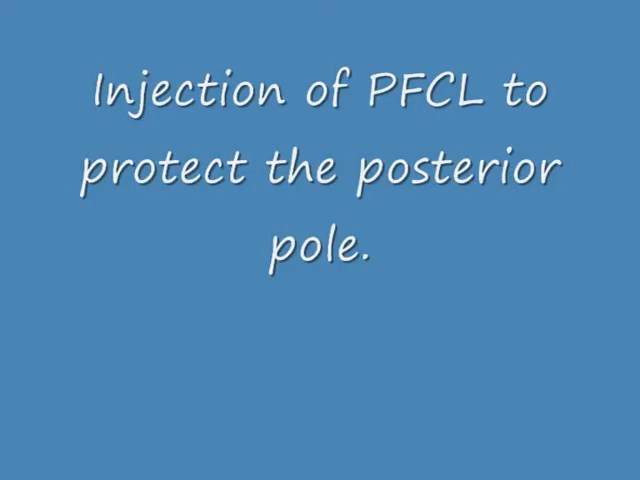 Injection of PFCL to
protect the posterior
pole.